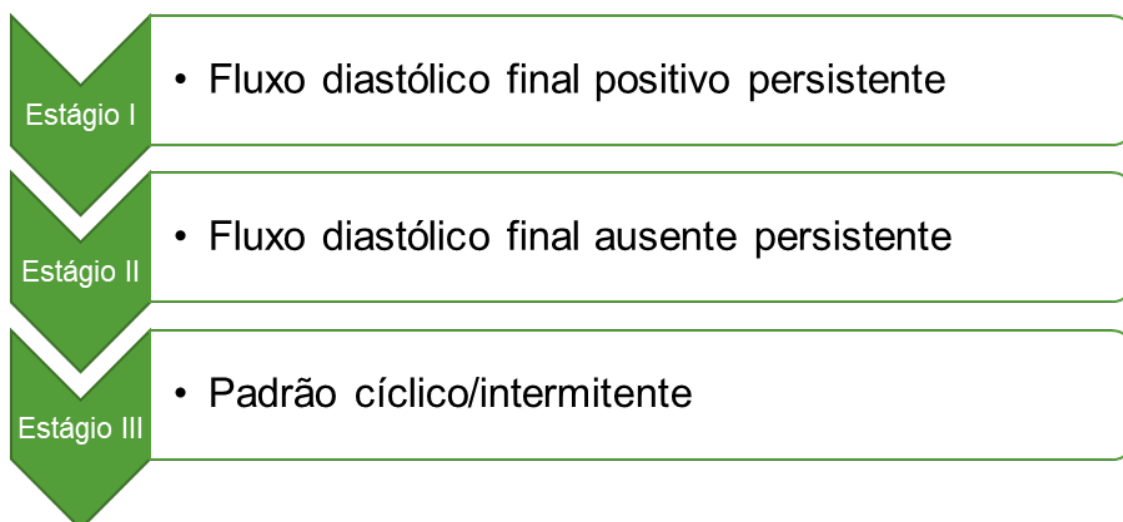 Estágio I
• Fluxo diastólico final positivo persistente
Estágio II
• Fluxo diastólico final ausente persistente
Estágio III
• Padrão cíclico/intermitente